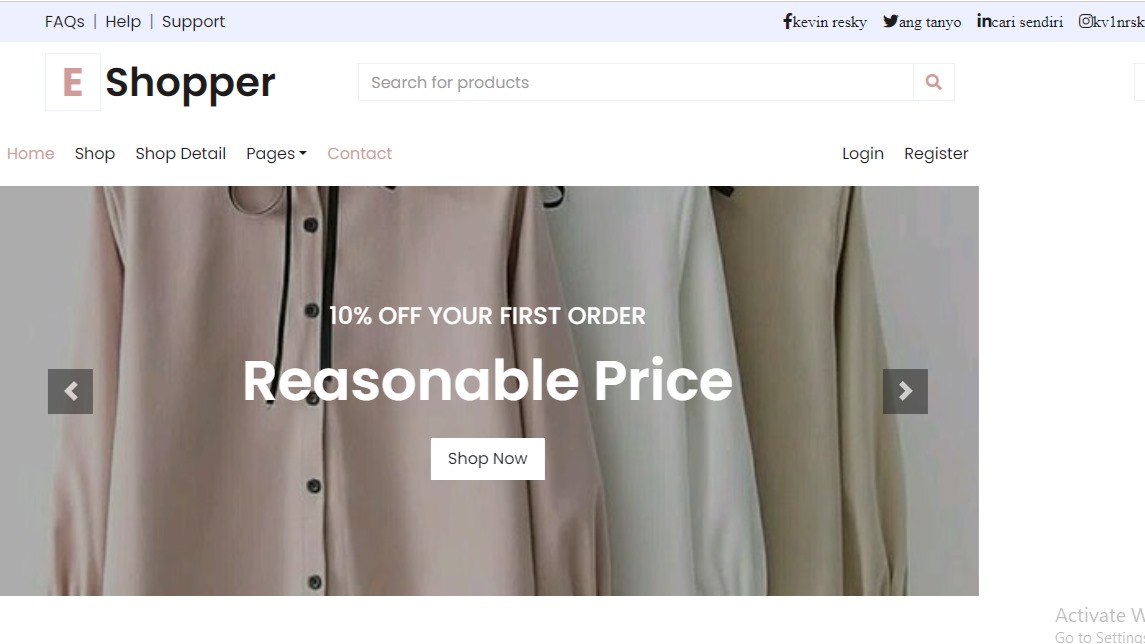 FAQs | Help | Support
kevin resky ang tanyo cari sendiri kv1nrsk
E Shopper
Search for products
Home Shop Shop Detail Pages Contact
Login Register
10% OFF YOUR FIRST ORDER
Reasonable Price
Shop Now
Activate W
Go to Settings